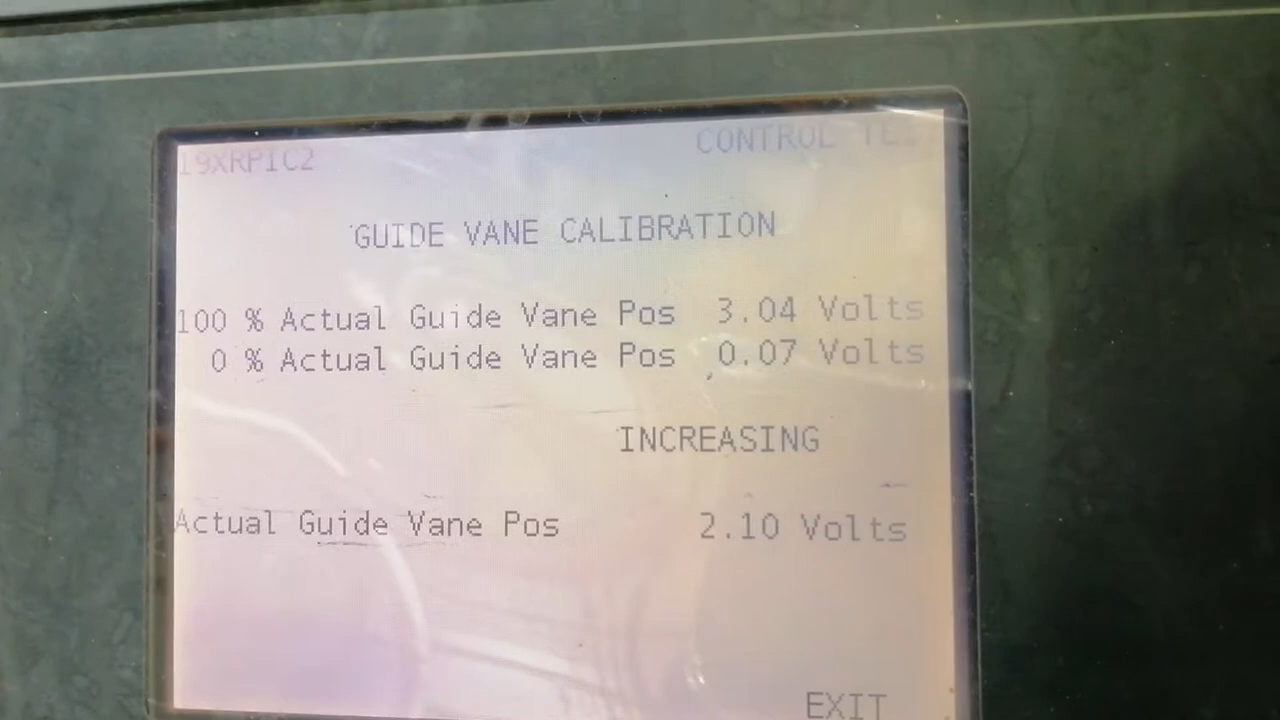 19XRPIC2 CONTROL
GUIDE VANE CALIBRATION
100 % Actual Guide Vane Pos 3.04 Volts
0 % Actual Guide Vane Pos 0.07 Volts
INCREASING
Actual Guide Vane Pos 2.10 Volts
EXIT